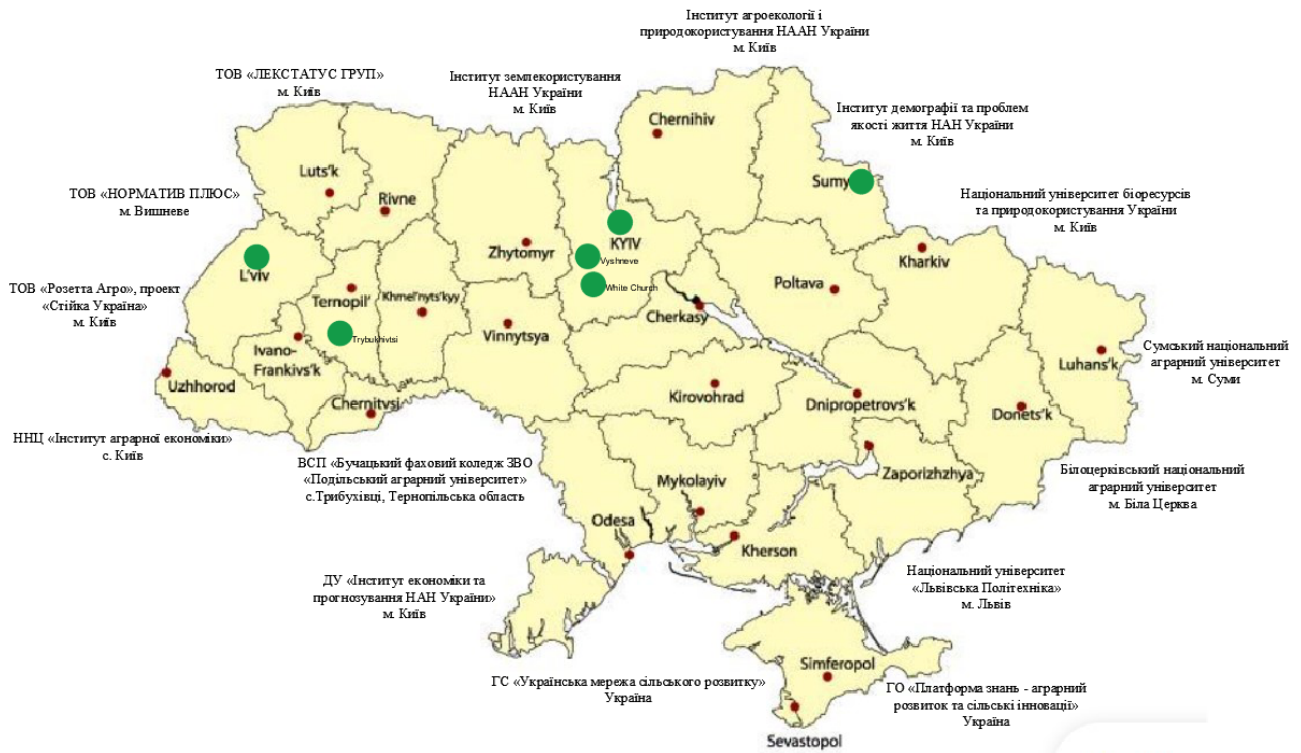 Інститут агроекології і
природокористування НААН України
м. Київ
ТОВ «ЛЕКСТАТУС ГРУП»
м. Київ
Інститут землекористування
НААН України
м. Київ
Інститут демографії та проблем
якості життя НАН України
м. Київ
Chernihiv
Luts'k
Rivne
Sumy
ТОВ «НОРМАТИВ ПЛЮС»
м. Вишневе
Національний університет біоресурсів
та природокористування України
м. Київ
Zhytomyr
KYIV
Vyshneve
White Church
Kharkiv
L'viv
Ternopil'
Khmel'nyts'kyy
Poltava
Cherkasy
ТОВ «Розетта Агро», проект
«Стійка Україна»
м. Київ
Trybukhivtsi
Vinnytsya
Ivano-
Frankivs'k
Uzhhorod
Chernitvsi
Kirovohrad
Dnipropetrovs'k
Luhans'k
Donets'k
Сумський національний
аграрний університет
м. Суми
ННЦ «Інститут аграрної економіки»
с. Київ
ВСП «Бучацький фаховий коледж ЗВО
«Подільський аграрний університет»
с.Трибухівці, Тернопільська область
Mykolayiv
Zaporizhzhya
Білоцерківський національний
аграрний університет
м. Біла Церква
Odesa
Kherson
ДУ «Інститут економіки та
прогнозування НАН України»
м. Київ
Національний університет
«Львівська Політехніка»
м. Львів
ГС «Українська мережа сільського розвитку»
Україна
Simferopol
ГО «Платформа знань - аграрний
розвиток та сільські інновації»
Україна
Sevastopol